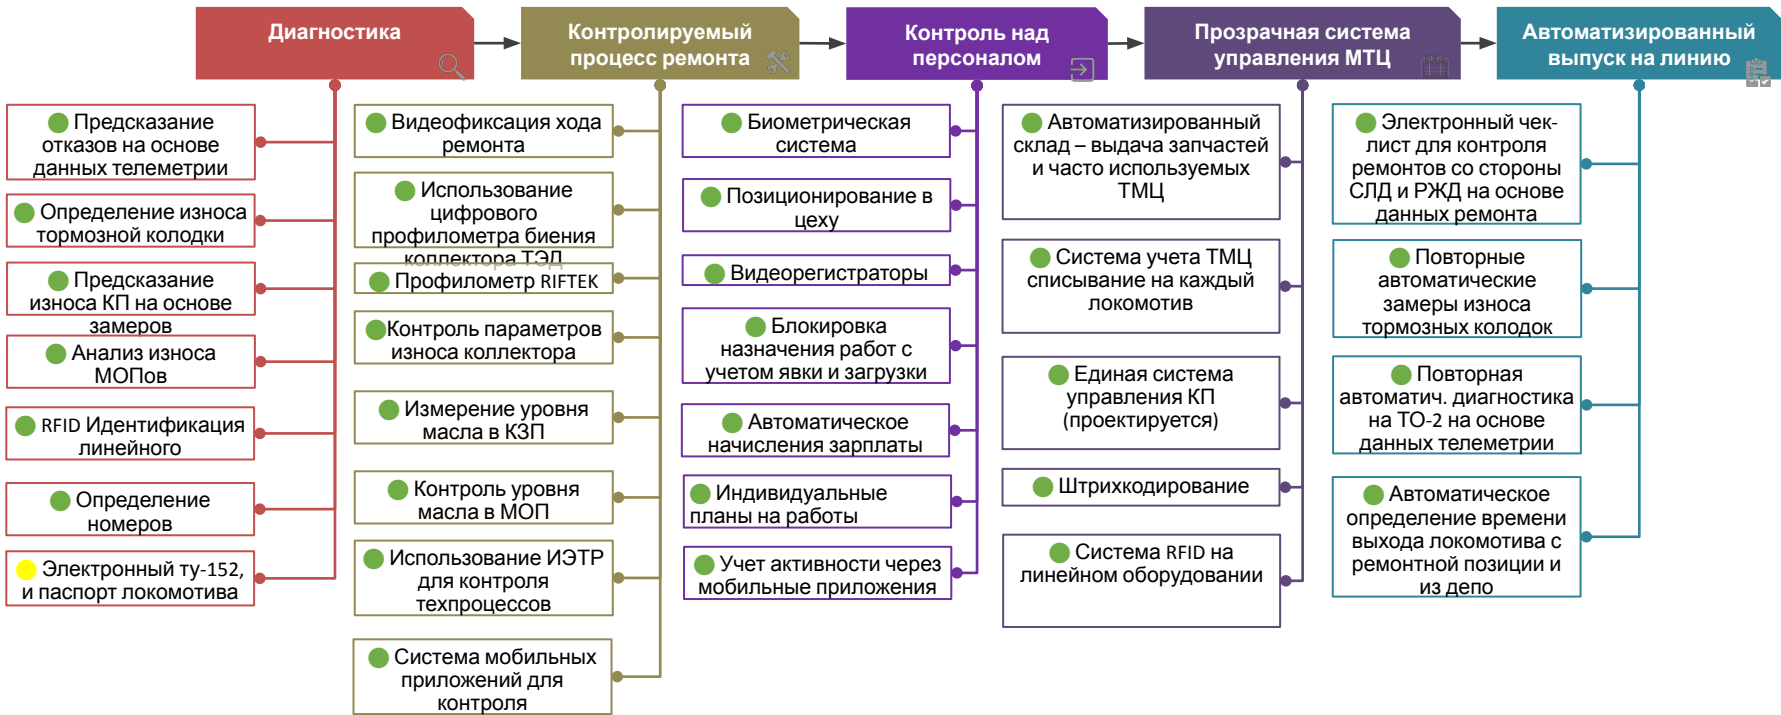 Диагностика
Контролируемый
процесс ремонта
Контроль над
персоналом
Прозрачная система
управления МТЦ
Автоматизированный
выпуск на линию
Предсказание
отказов на основе
данных телеметрии
Определение износа
тормозной колодки
Предсказание
износа КП на основе
замеров
Анализ износа
МОПов
RFID Идентификация
линейного
Определение
номеров
Электронный ту-152,
и паспорт локомотива
Видеофиксация хода
ремонта
Использование
цифрового
профилометра биения
коллектора ТЭД
Профилометр RIFTEK
Контроль параметров
износа коллектора
Измерение уровня
масла в КЗП
Контроль уровня
масла в МОП
Использование ИЭТР
для контроля
техпроцессов
Система мобильных
приложений для
контроля
Биометрическая
система
Позиционирование в
цеху
Видеорегистраторы
Блокировка
назначения работ с
учетом явки и загрузки
Автоматическое
начисления зарплаты
Индивидуальные
планы на работы
Учет активности через
мобильные приложения
Автоматизированный
склад – выдача запчастей
и часто используемых
ТМЦ
Система учета ТМЦ
списывание на каждый
локомотив
Единая система
управления КП
(проектируется)
Штрихкодирование
Система RFID на
линейном оборудовании
Электронный чек-
лист для контроля
ремонтов со стороны
СЛД и РЖД на основе
данных ремонта
Повторные
автоматические
замеры износа
тормозных колодок
Повторная
автоматич. диагностика
на ТО-2 на основе
данных телеметрии
Автоматическое
определение времени
выхода локомотива с
ремонтной позиции и
из депо